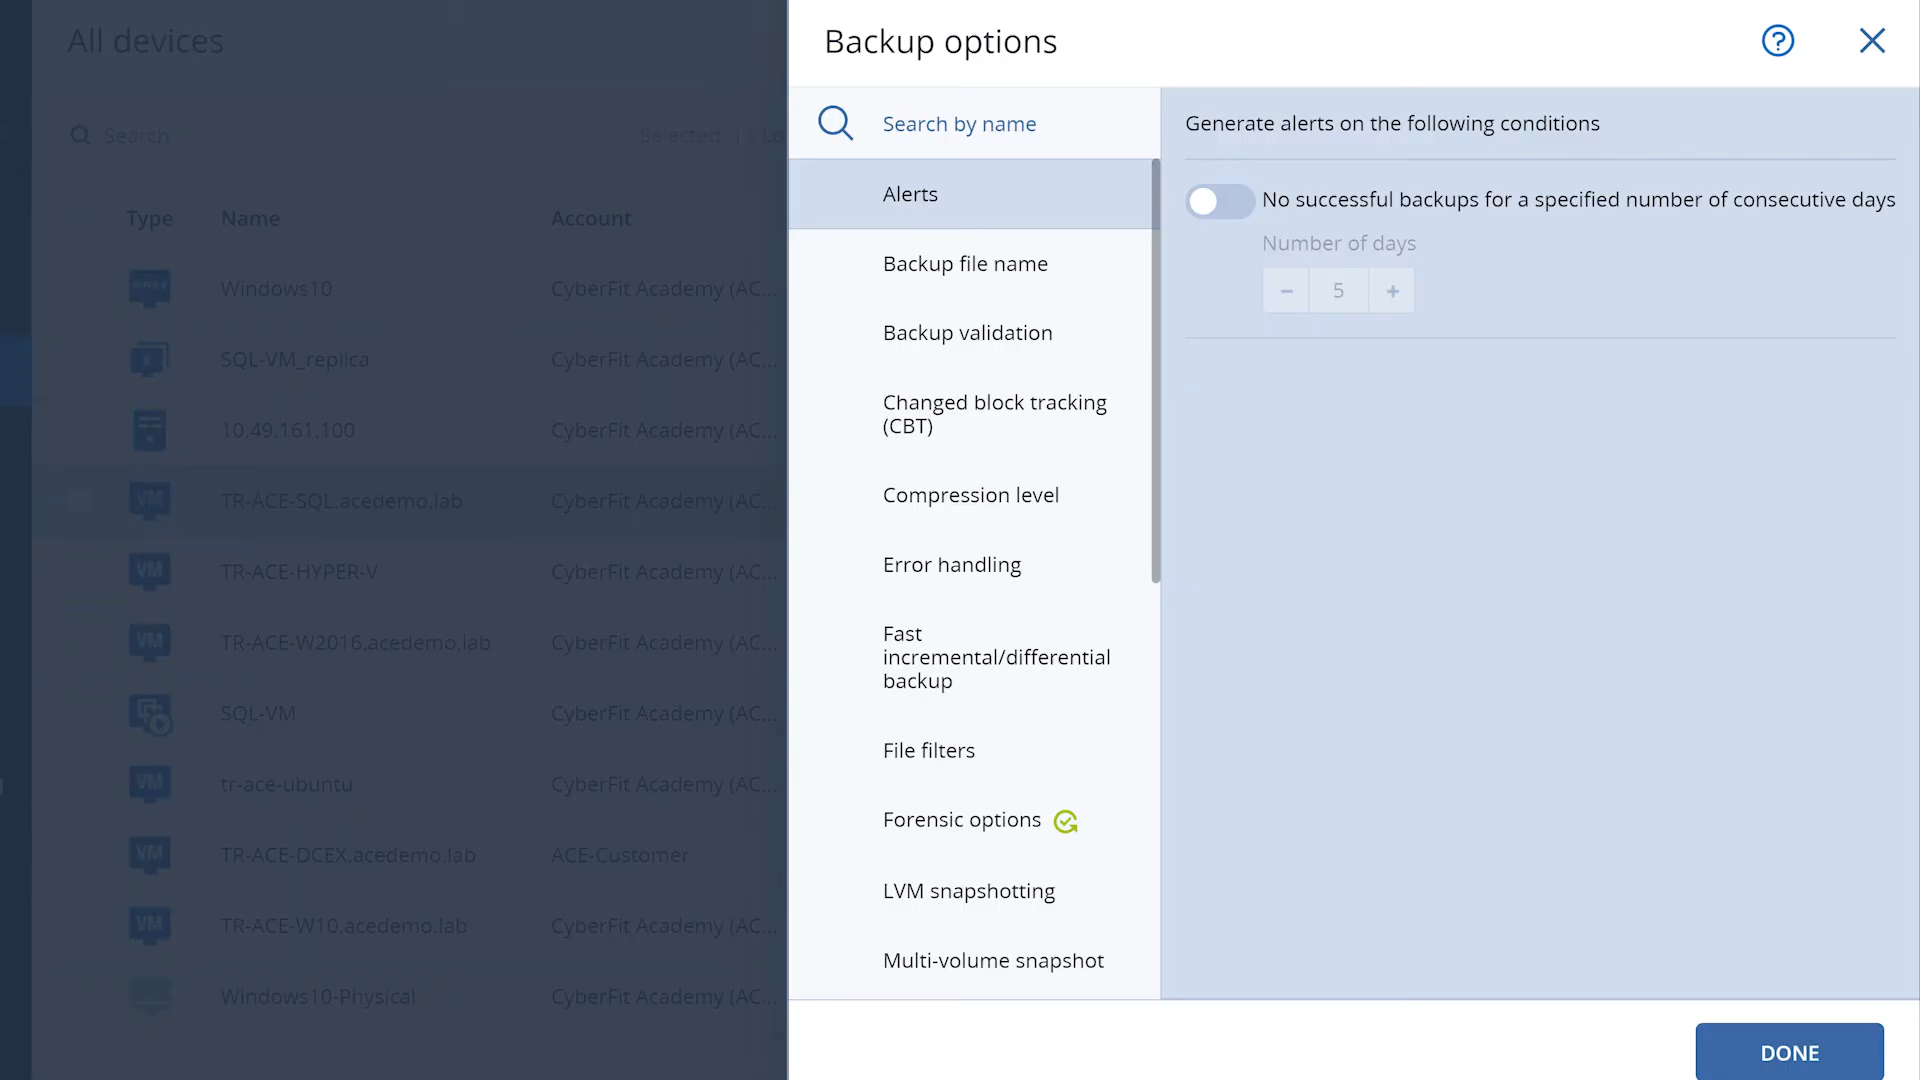 All devices
Search
Selected
Type Name Account
Windows10 CyberFit Academy (AC...
SQL-VM_replica CyberFit Academy (AC...
10.49.161.100 CyberFit Academy (AC...
VM TR-ACE-SQL.acedemo.lab CyberFit Academy (AC...
VM TR-ACE-HYPER-V CyberFit Academy (AC...
VM TR-ACE-W2016.acedemo.lab CyberFit Academy (AC...
SQL-VM CyberFit Academy (AC...
VM tr-ace-ubuntu CyberFit Academy (AC...
VM TR-ACE-DCEX.acedemo.lab ACE-Customer
VM TR-ACE-W10.acedemo.lab CyberFit Academy (AC...
Windows10-Physical CyberFit Academy (AC...
Backup options
Search by name
Alerts
Backup file name
Backup validation
Changed block tracking
(CBT)
Compression level
Error handling
Fast
incremental/differential
backup
File filters
Forensic options
LVM snapshotting
Multi-volume snapshot
Generate alerts on the following conditions
No successful backups for a specified number of consecutive days
Number of days
− 5 +
DONE